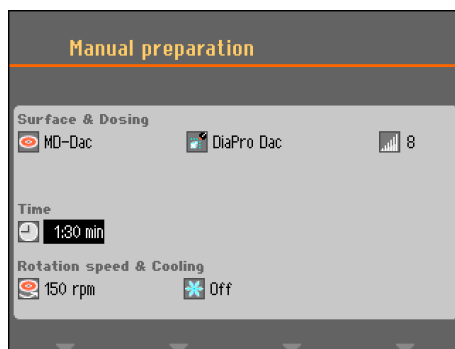 Manual preparation
Surface & Dosing
MD-Dac DiaPro Dac 8
Time
1:30 min
Rotation speed & Cooling
150 rpm Off